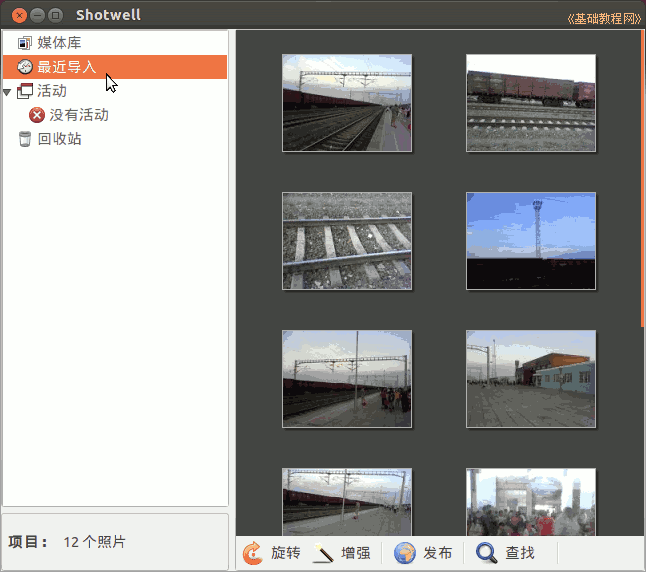 Shotwell
《基础教程网》
媒体库
最近导入
活动
没有活动
回收站
项目： 12 个照片
旋转 增强 发布 查找